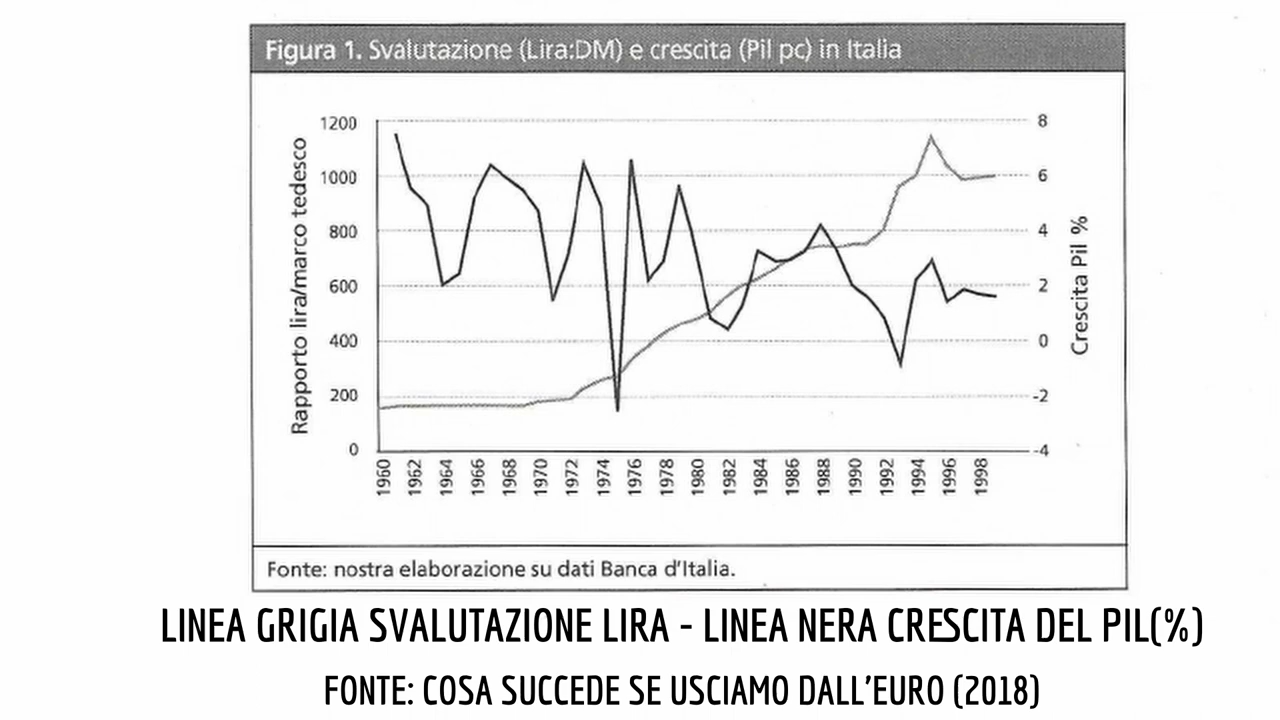 Figura 1. Svalutazione (Lira:DM) e crescita (Pil pc) in Italia
Rapporto lira/marco tedesco
1200
1000
800
600
400
200
0
8
6
4
2
0
-2
-4
Crescita Pil %
1960 1962 1964 1966 1968 1970 1972 1974 1976 1978 1980 1982 1984 1986 1988 1990 1992 1994 1996 1998
Fonte: nostra elaborazione su dati Banca d'Italia.
LINEA GRIGIA SVALUTAZIONE LIRA - LINEA NERA CRESCITA DEL PIL(%)
FONTE: COSA SUCCEDE SE USCIAMO DALL'EURO (2018)